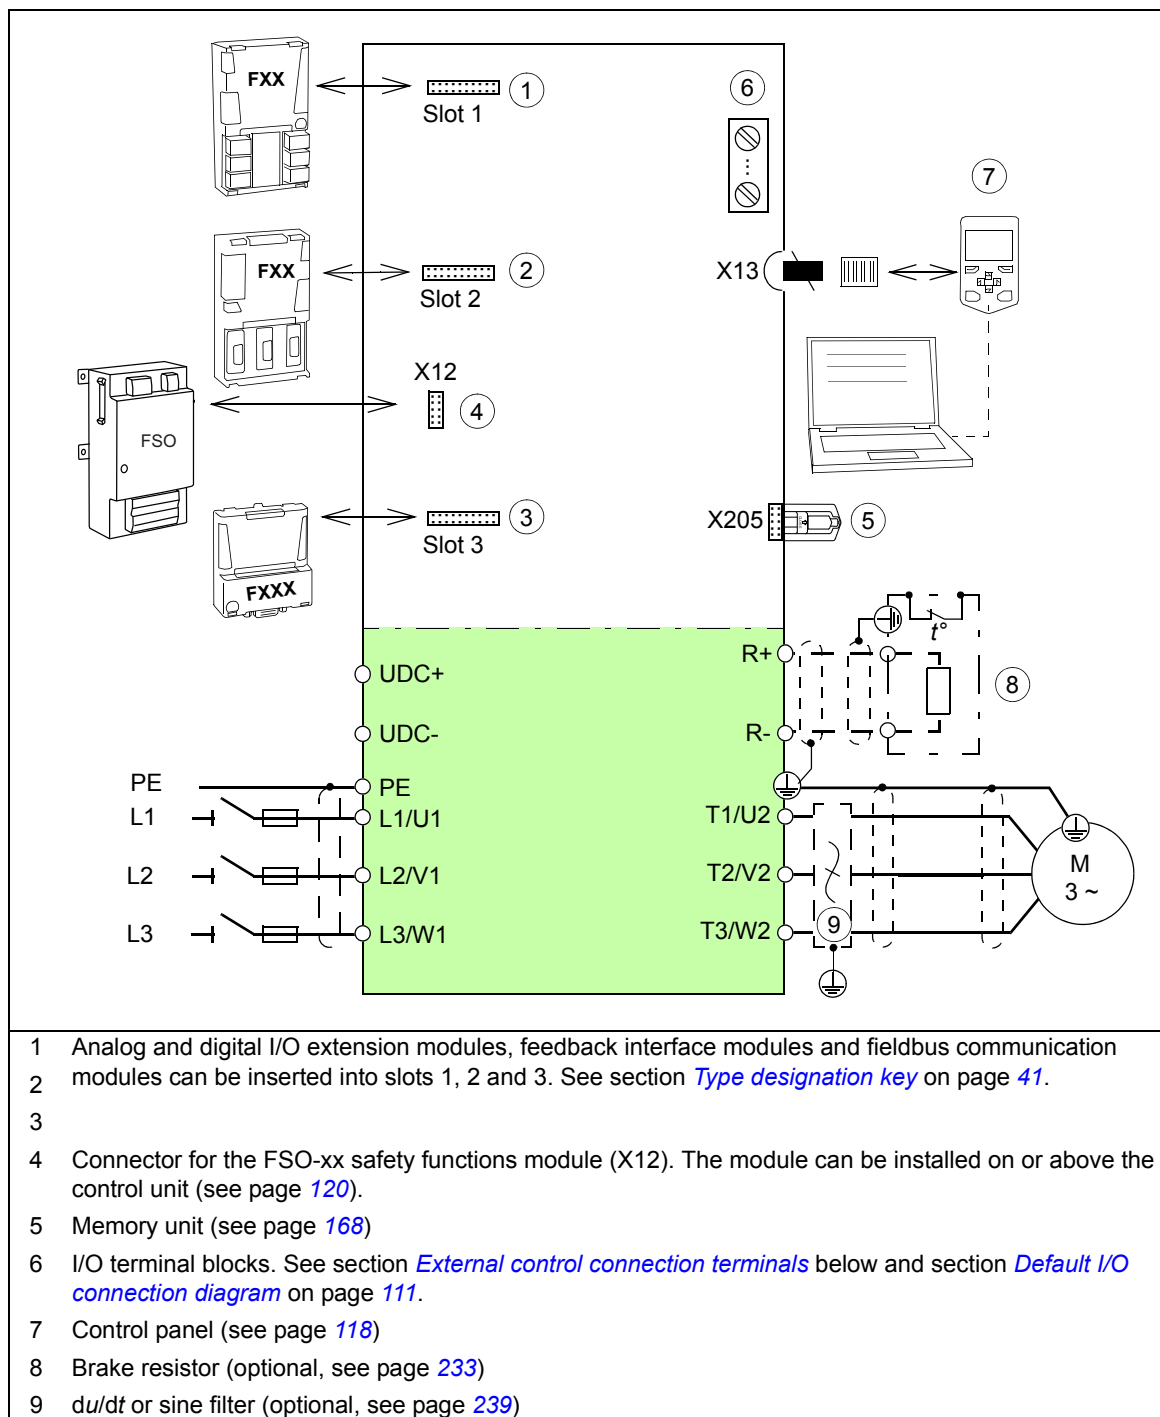 FXX
1
Slot 1
6
7
FXX
2
Slot 2
X13
X12
4
FSO
3
Slot 3
X205
5
FXXX
t°
R+
UDC+
8
UDC-
R-
PE
PE
L1
L1/U1
T1/U2
L2
L2/V1
T2/V2
M
3 ~
L3
L3/W1
T3/W2
9
1 Analog and digital I/O extension modules, feedback interface modules and fieldbus communication
2 modules can be inserted into slots 1, 2 and 3. See section Type designation key on page 41.
3
4 Connector for the FSO-xx safety functions module (X12). The module can be installed on or above the
control unit (see page 120).
5 Memory unit (see page 168)
6 I/O terminal blocks. See section External control connection terminals below and section Default I/O
connection diagram on page 111.
7 Control panel (see page 118)
8 Brake resistor (optional, see page 233)
9 du/dt or sine filter (optional, see page 239)